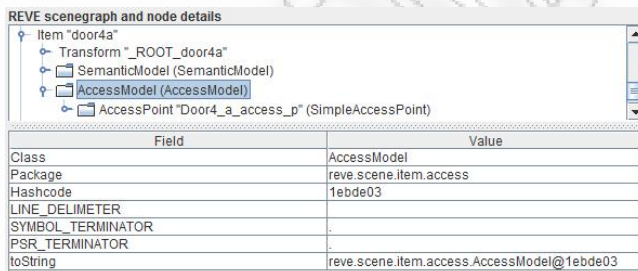 REVE scenegraph and node details
Item "door4a"
Transform "_ROOT_door4a"
SemanticModel (SemanticModel)
AccessModel (AccessModel)
AccessPoint "Door4_a_access_p" (SimpleAccessPoint)
Field Value
Class AccessModel
Package reve.scene.item.access
Hashcode 1ebde03
LINE_DELIMETER
SYMBOL_TERMINATOR .
PSR_TERMINATOR .
toString reve.scene.item.access.AccessModel@1ebde03